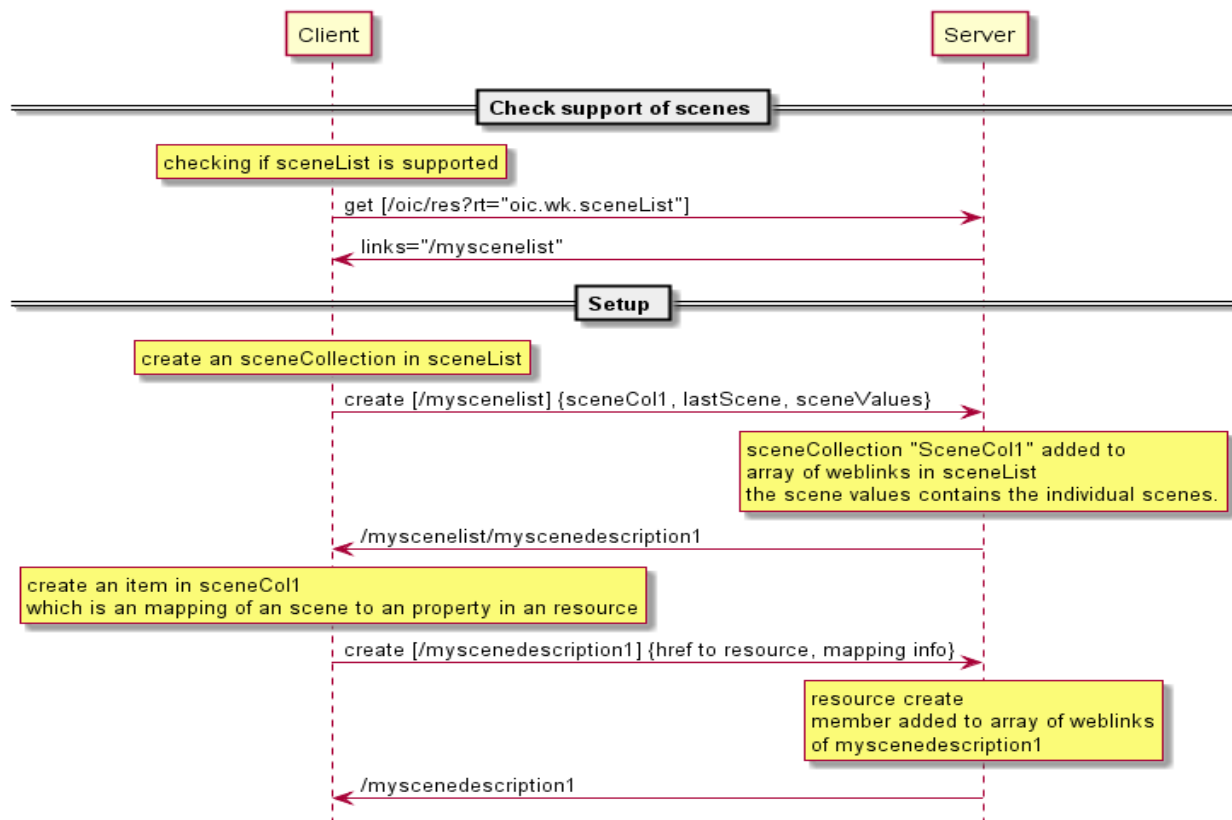 Client
Server
Check support of scenes
checking if sceneList is supported
get [/oic/res?rt="oic.wk.sceneList"]
links="/myscenelist"
Setup
create an sceneCollection in sceneList
create [/myscenelist] {sceneCol1, lastScene, sceneValues}
sceneCollection "SceneCol1" added to
array of weblinks in sceneList
the scene values contains the individual scenes.
/myscenelist/myscenedescription1
create an item in sceneCol1
which is an mapping of an scene to an property in an resource
create [/myscenedescription1] {href to resource, mapping info}
resource create
member added to array of weblinks
of myscenedescription1
/myscenedescription1